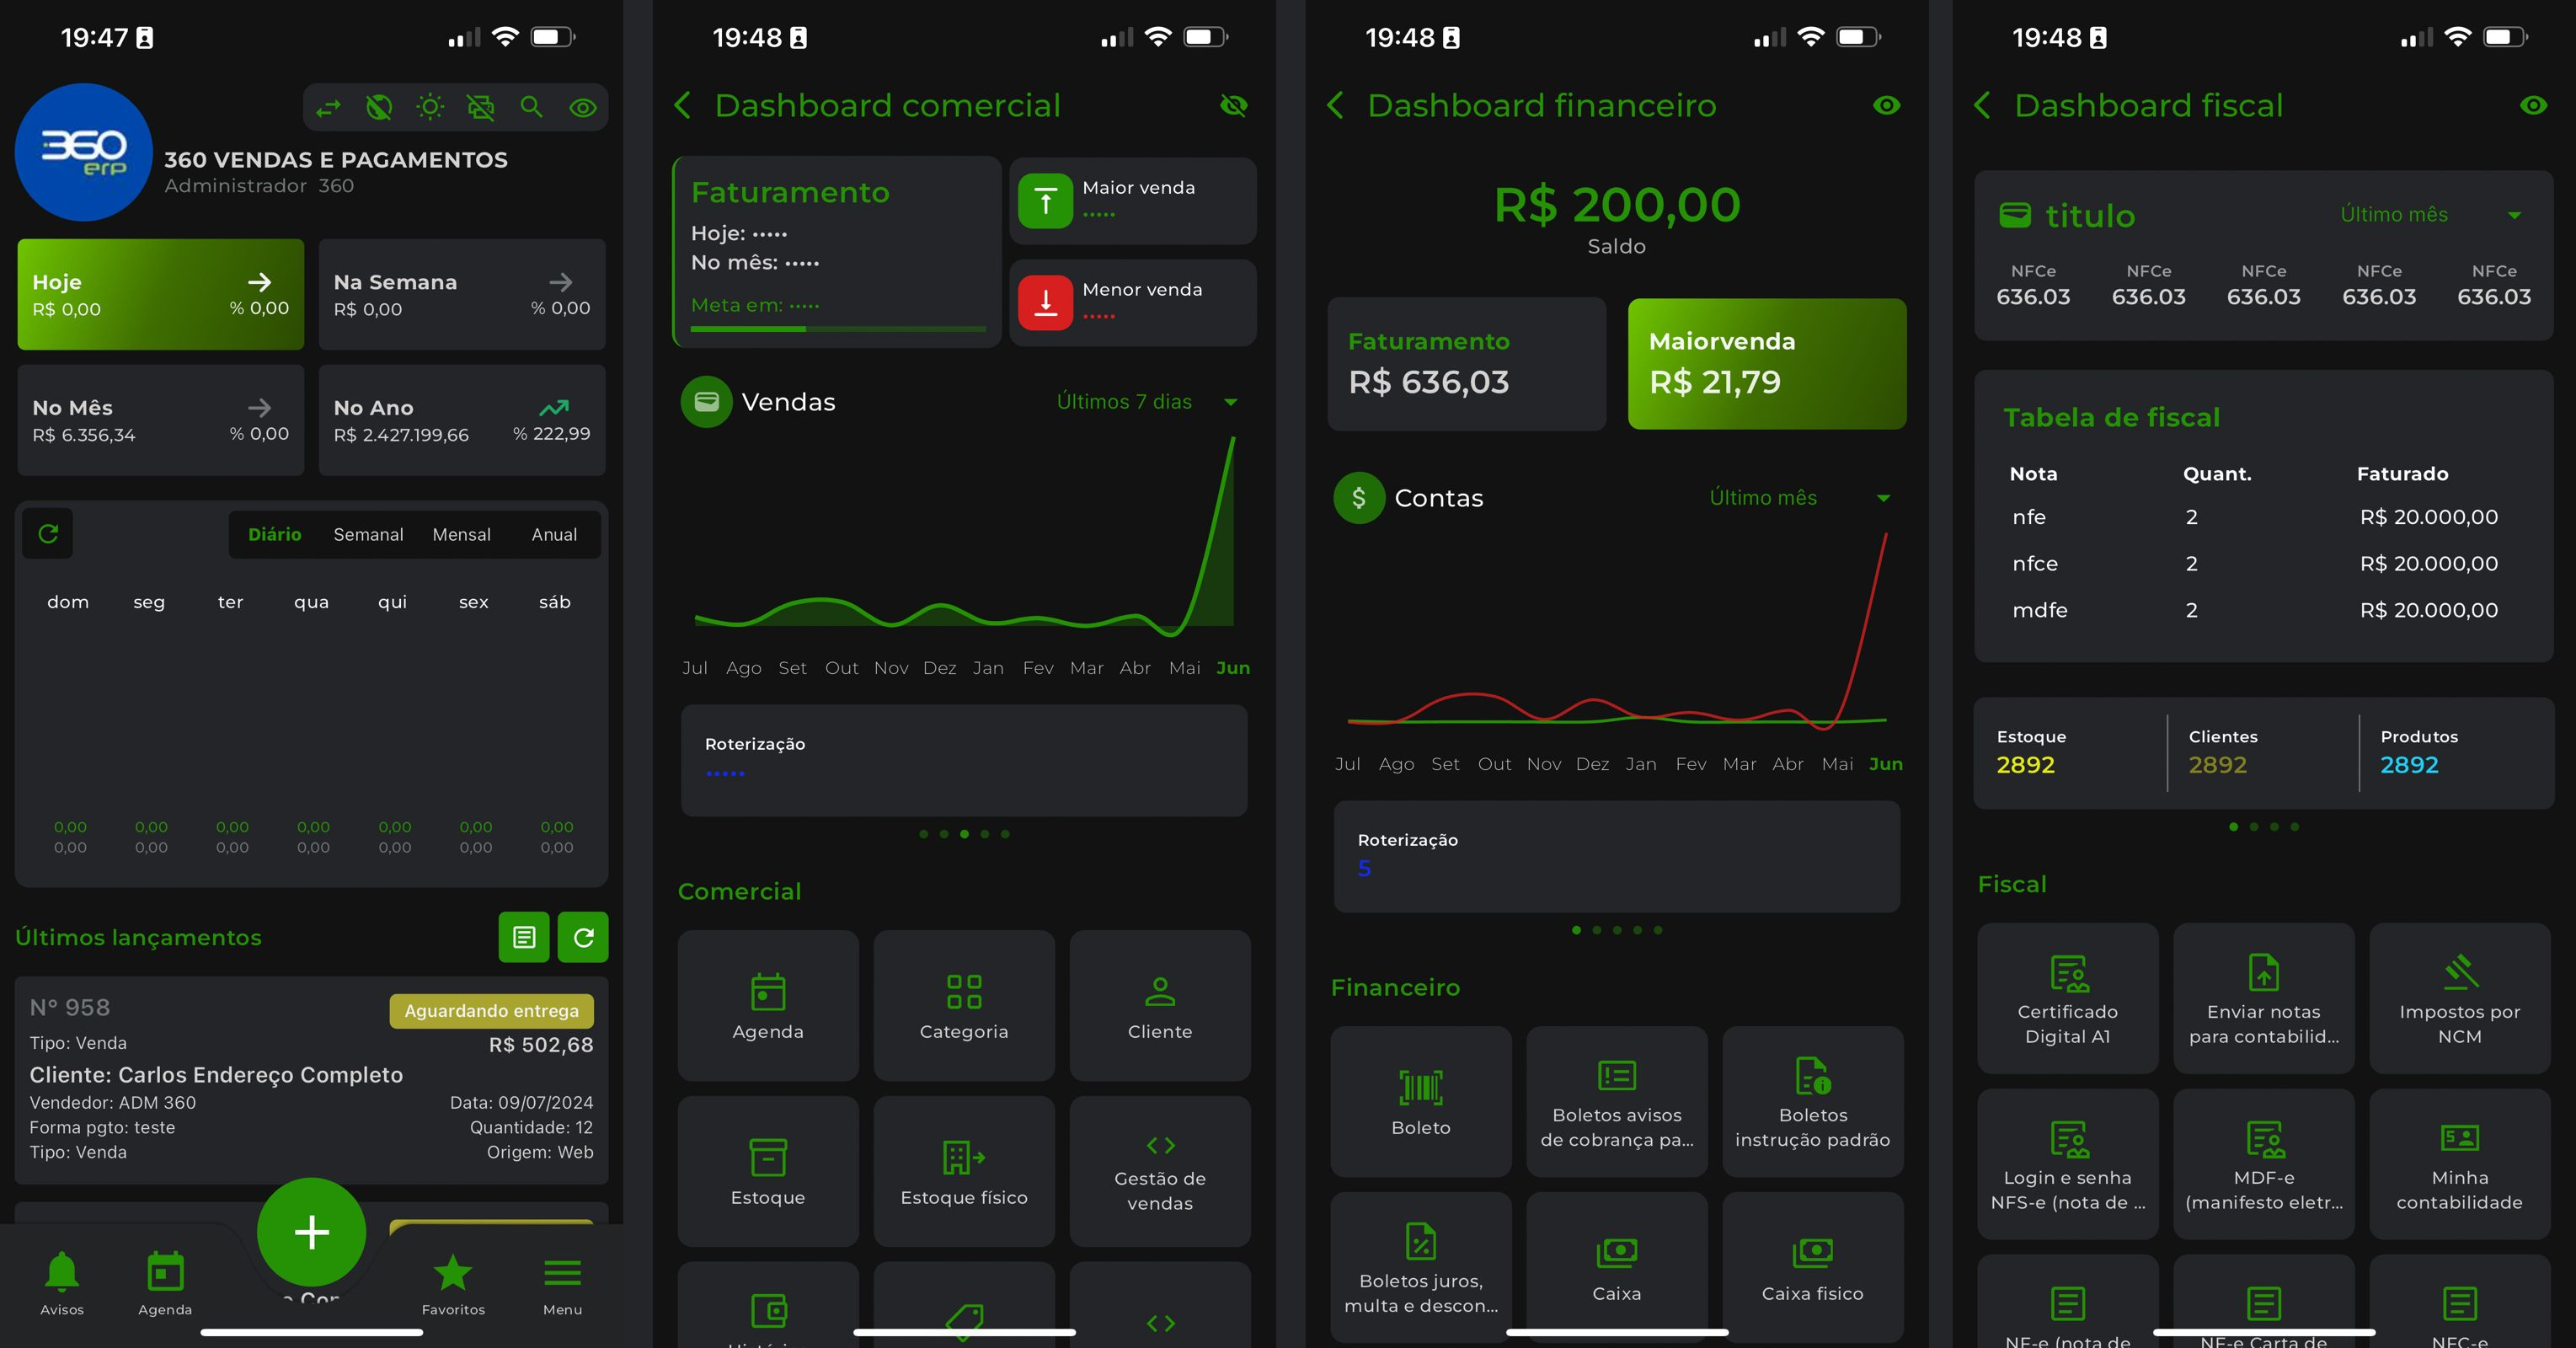 19:47
360
erp
360 VENDAS E PAGAMENTOS
Administrador 360
Hoje
R$ 0,00
% 0,00
Na Semana
R$ 0,00
% 0,00
No Mês
R$ 6.356,34
% 0,00
No Ano
R$ 2.427.199,66
% 222,99
Diário Semanal Mensal Anual
dom seg ter qua qui sex sáb
0,00 0,00 0,00 0,00 0,00 0,00 0,00
0,00 0,00 0,00 0,00 0,00 0,00 0,00
Últimos lançamentos
Nº 958
Aguardando entrega
Tipo: Venda
R$ 502,68
Cliente: Carlos Endereço Completo
Vendedor: ADM 360
Data: 09/07/2024
Forma pgto: teste
Quantidade: 12
Tipo: Venda
Origem: Web
Avisos Agenda Favoritos Menu
19:48
Dashboard comercial
Faturamento
Hoje: •••••
No mês: •••••
Meta em: •••••
Maior venda
•••••
Menor venda
•••••
Vendas
Últimos 7 dias
Jul Ago Set Out Nov Dez Jan Fev Mar Abr Mai Jun
Roterização
•••••
Comercial
Agenda
Categoria
Cliente
Estoque
Estoque físico
Gestão de
vendas
19:48
Dashboard financeiro
R$ 200,00
Saldo
Faturamento
R$ 636,03
Maiorvenda
R$ 21,79
$ Contas
Último mês
Jul Ago Set Out Nov Dez Jan Fev Mar Abr Mai Jun
Roterização
5
Financeiro
Boleto
Boletos avisos
de cobrança pa...
Boletos
instrução padrão
Boletos juros,
multa e descon...
Caixa
Caixa fisico
19:48
Dashboard fiscal
titulo
Último mês
NFCe NFCe NFCe NFCe NFCe
636.03 636.03 636.03 636.03 636.03
Tabela de fiscal
Nota Quant. Faturado
nfe 2 R$ 20.000,00
nfce 2 R$ 20.000,00
mdfe 2 R$ 20.000,00
Estoque Clientes Produtos
2892 2892 2892
Fiscal
Certificado
Digital A1
Enviar notas
para contabilid...
Impostos por
NCM
Login e senha
NFS-e (nota de ...
MDF-e
(manifesto eletr...
Minha
contabilidade
NF-e (nota de
NF-e Carta de
NFC-e